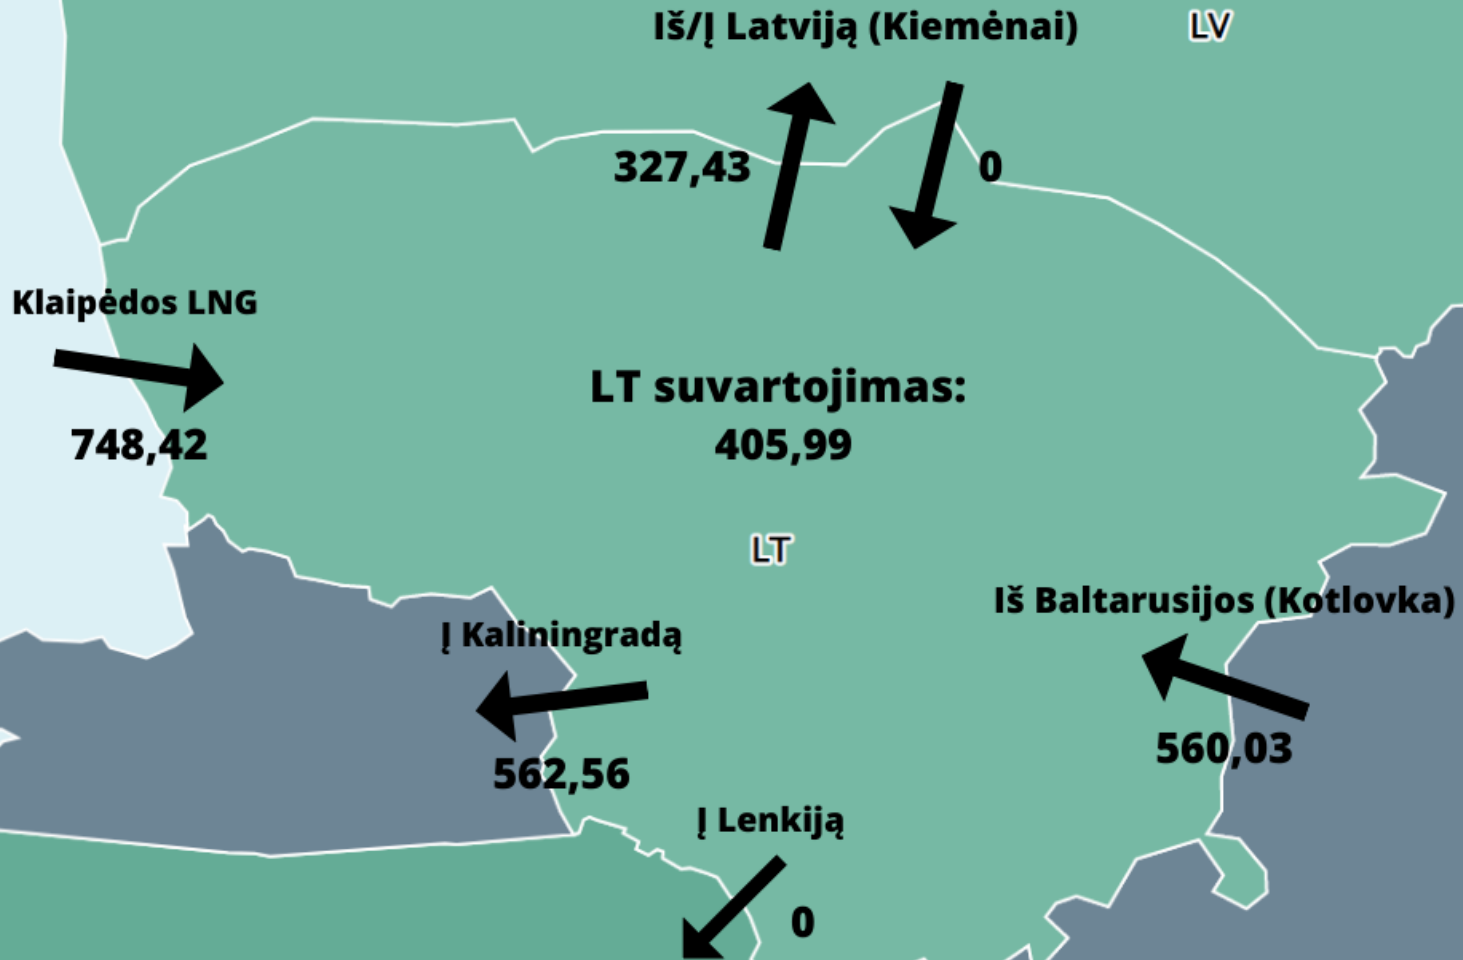 Iš/Į Latviją (Kiemėnai)
LV
327,43
0
Klaipėdos LNG
748,42
LT suvartojimas:
405,99
LT
Iš Baltarusijos (Kotlovka)
560,03
Į Kaliningradą
562,56
Į Lenkiją
0